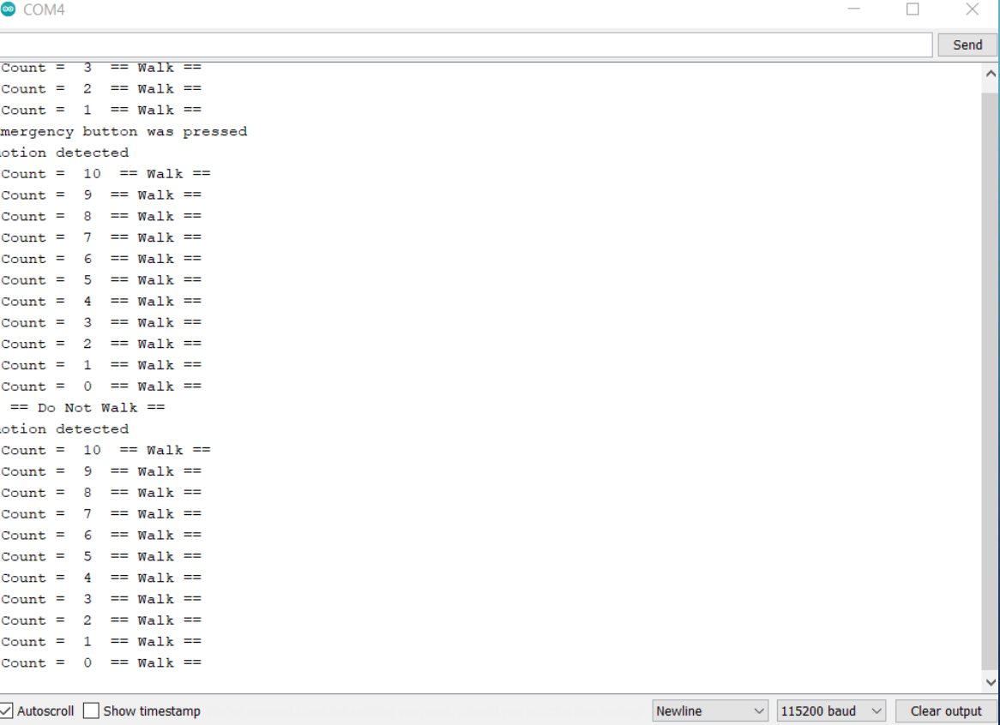 COM4
Send
Count =  3  == Walk ==
Count =  2  == Walk ==
Count =  1  == Walk ==
mergency button was pressed
otion detected
Count =  10  == Walk ==
Count =  9  == Walk ==
Count =  8  == Walk ==
Count =  7  == Walk ==
Count =  6  == Walk ==
Count =  5  == Walk ==
Count =  4  == Walk ==
Count =  3  == Walk ==
Count =  2  == Walk ==
Count =  1  == Walk ==
Count =  0  == Walk ==
== Do Not Walk ==
otion detected
Count =  10  == Walk ==
Count =  9  == Walk ==
Count =  8  == Walk ==
Count =  7  == Walk ==
Count =  6  == Walk ==
Count =  5  == Walk ==
Count =  4  == Walk ==
Count =  3  == Walk ==
Count =  2  == Walk ==
Count =  1  == Walk ==
Count =  0  == Walk ==
Autoscroll Show timestamp Newline 115200 baud Clear output